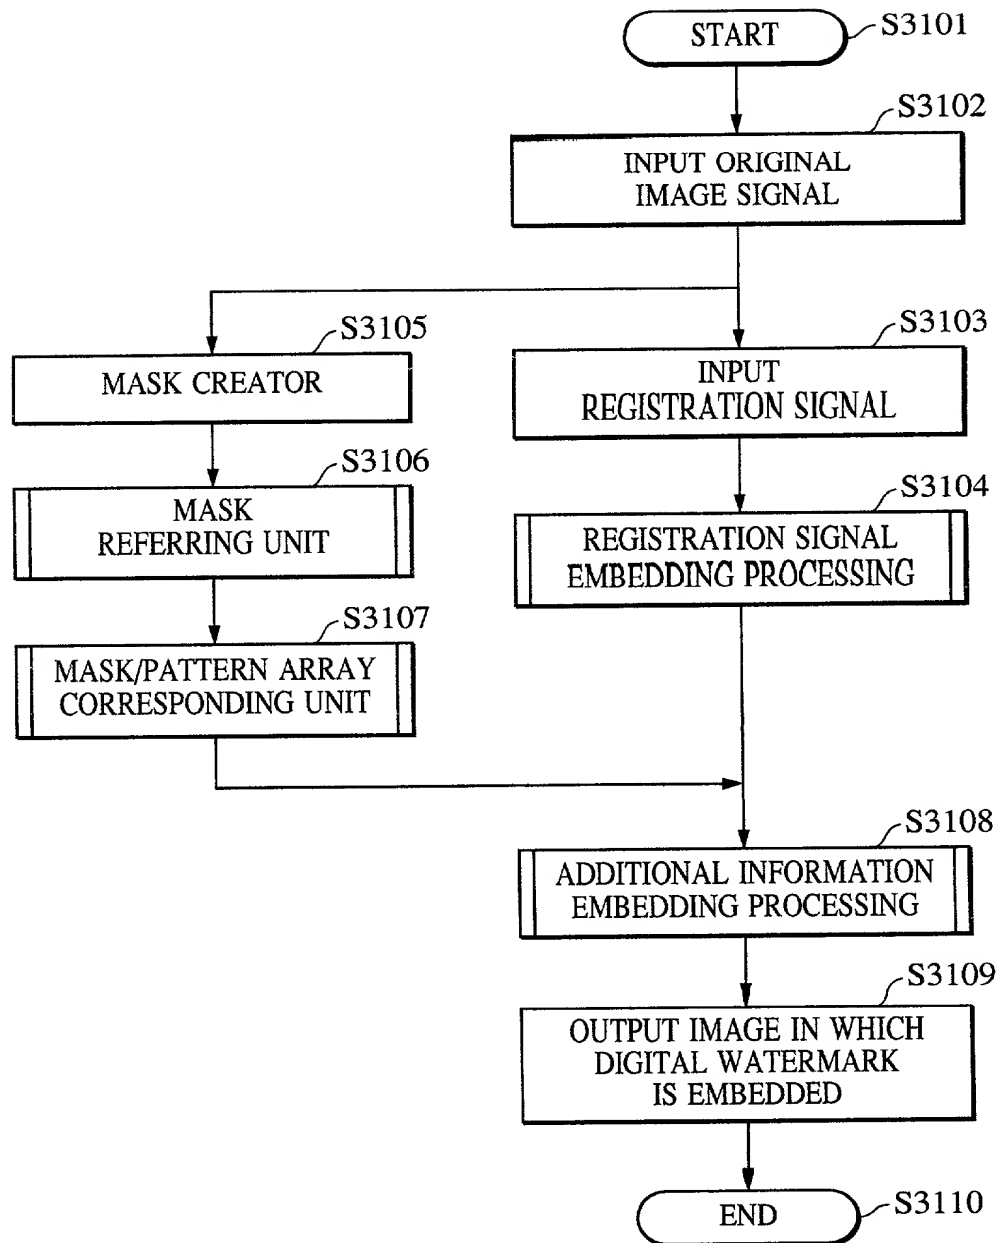 START
S3101
S3102
INPUT ORIGINAL
IMAGE SIGNAL
S3105
MASK CREATOR
S3103
INPUT
REGISTRATION SIGNAL
S3106
MASK
REFERRING UNIT
S3104
REGISTRATION SIGNAL
EMBEDDING PROCESSING
S3107
MASK/PATTERN ARRAY
CORRESPONDING UNIT
S3108
ADDITIONAL INFORMATION
EMBEDDING PROCESSING
S3109
OUTPUT IMAGE IN WHICH
DIGITAL WATERMARK
IS EMBEDDED
END
S3110